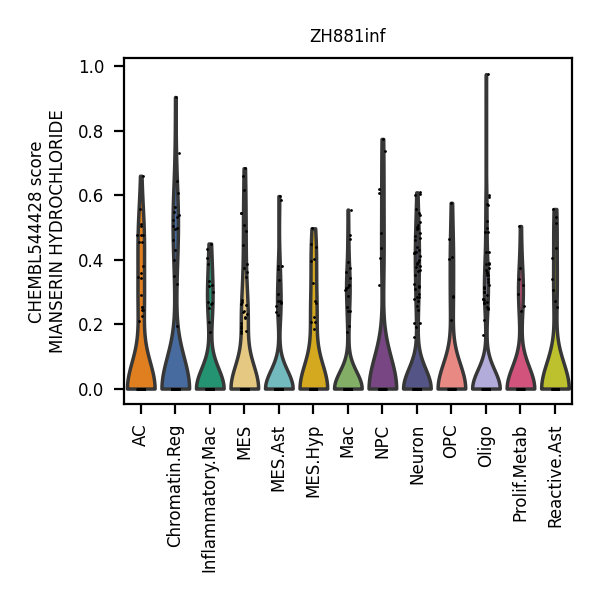 ZH881inf
CHEMBL544428 score
MIANSERIN HYDROCHLORIDE
1.0
0.8
0.6
0.4
0.2
0.0
AC
Chromatin.Reg
Inflammatory.Mac
MES
MES.Ast
MES.Hyp
Mac
NPC
Neuron
OPC
Oligo
Prolif.Metab
Reactive.Ast